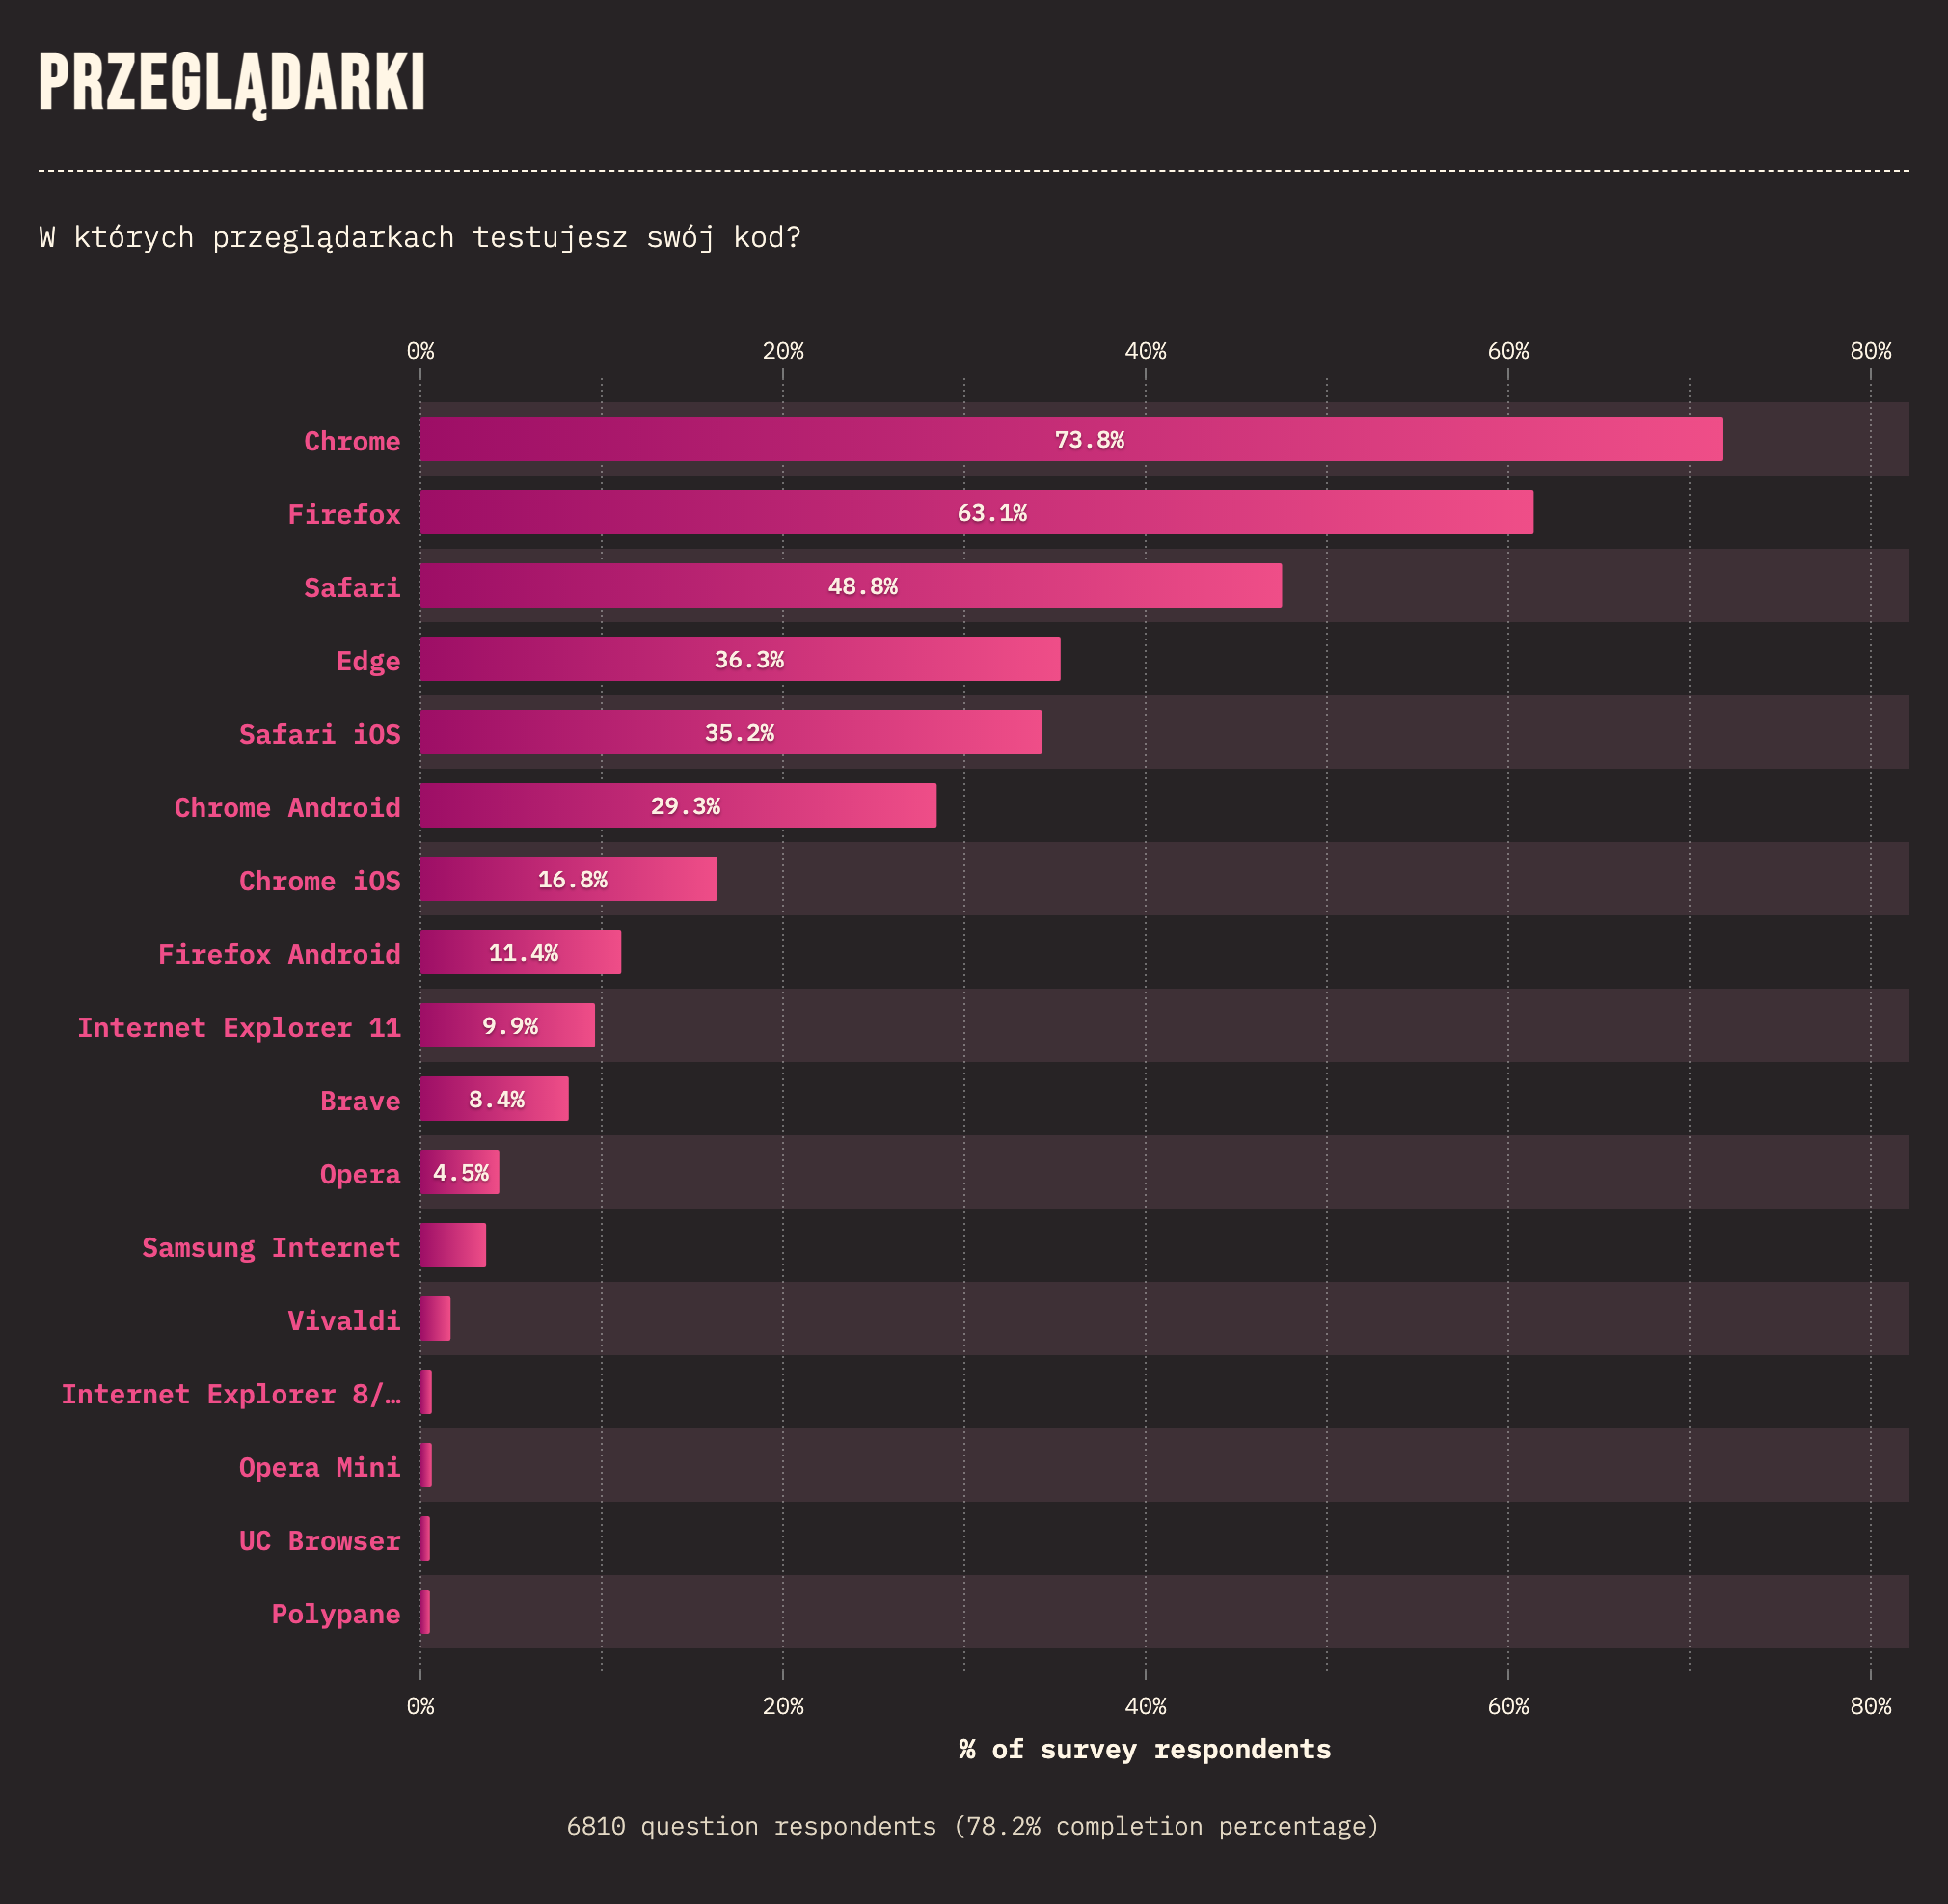 PRZEGLĄDARKI
W których przeglądarkach testujesz swój kod?
0% 20% 40% 60% 80%
Chrome 73.8%
Firefox 63.1%
Safari 48.8%
Edge 36.3%
Safari iOS 35.2%
Chrome Android 29.3%
Chrome iOS 16.8%
Firefox Android 11.4%
Internet Explorer 11 9.9%
Brave 8.4%
Opera 4.5%
Samsung Internet
Vivaldi
Internet Explorer 8/…
Opera Mini
UC Browser
Polypane
0% 20% 40% 60% 80%
% of survey respondents
6810 question respondents (78.2% completion percentage)